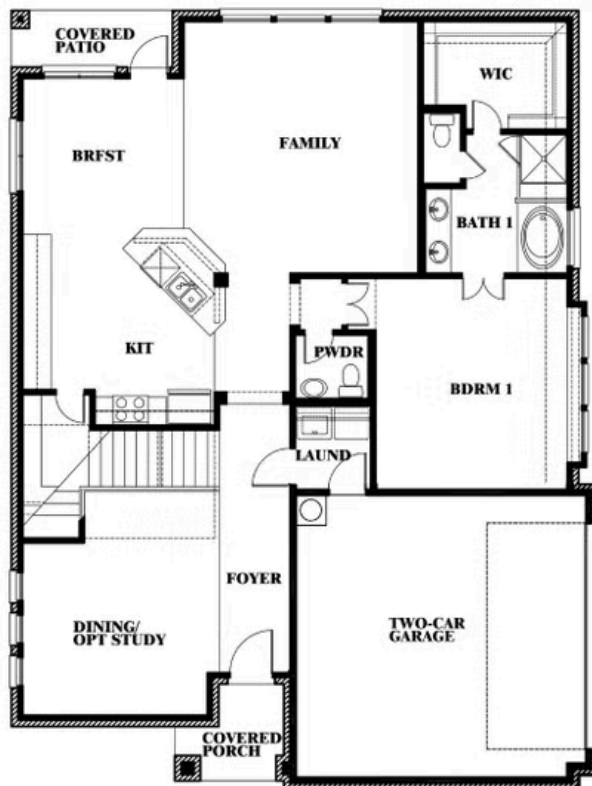 COVERED
PATIO
WIC
BRFST
FAMILY
BATH 1
KIT
PWDR
BDRM 1
LAUND
FOYER
DINING/
OPT STUDY
TWO-CAR
GARAGE
COVERED
PORCH